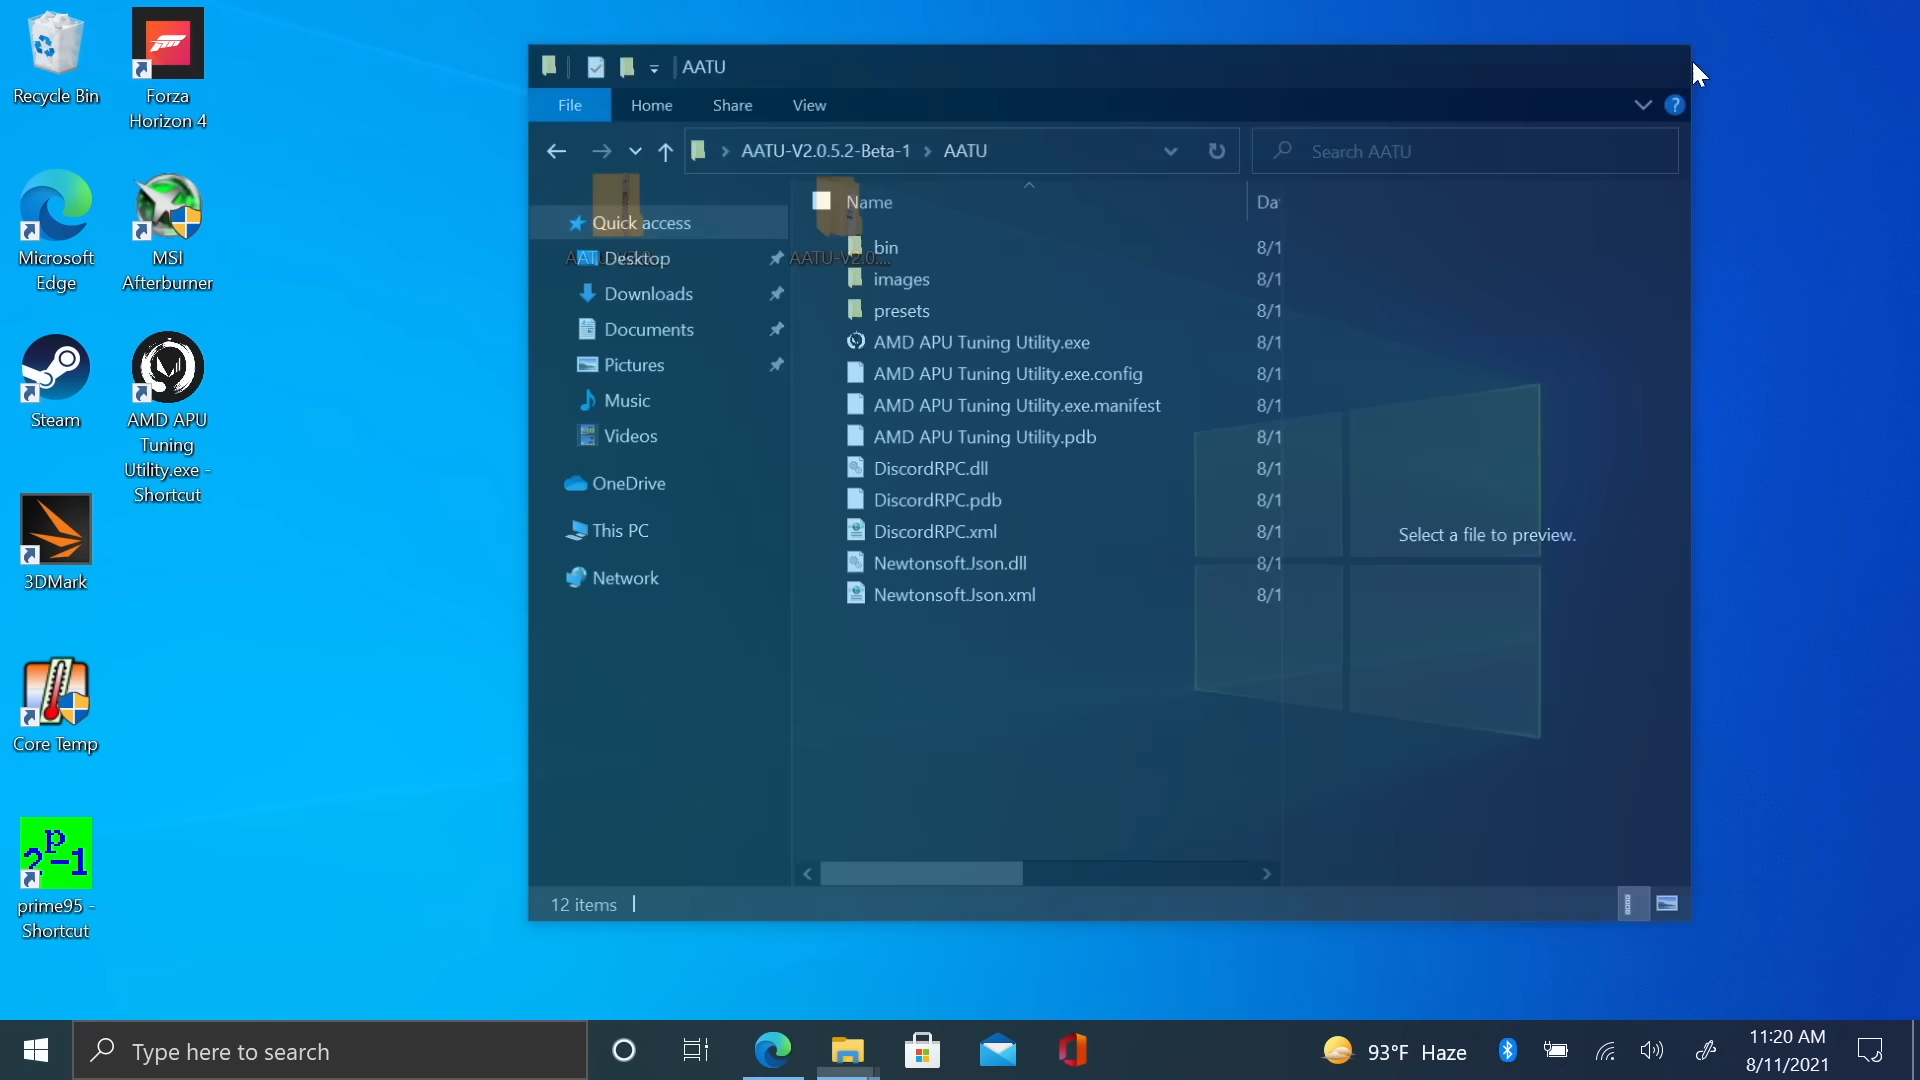 Recycle Bin
Forza
Horizon 4
Microsoft
Edge
MSI
Afterburner
Steam
AMD APU
Tuning
Utility.exe -
Shortcut
3DMark
Core Temp
prime95 -
Shortcut
AATU
File
Home
Share
View
AATU-V2.0.5.2-Beta-1
AATU
Search AATU
Quick access
Desktop
Downloads
Documents
Pictures
Music
Videos
OneDrive
This PC
Network
AATU-V2.0....
Name
bin
8/1
images
8/1
presets
8/1
AMD APU Tuning Utility.exe
8/1
AMD APU Tuning Utility.exe.config
8/1
AMD APU Tuning Utility.exe.manifest
8/1
AMD APU Tuning Utility.pdb
8/1
DiscordRPC.dll
8/1
DiscordRPC.pdb
8/1
DiscordRPC.xml
8/1
Newtonsoft.Json.dll
8/1
Newtonsoft.Json.xml
8/1
Select a file to preview.
12 items
Type here to search
93°F Haze
11:20 AM
8/11/2021